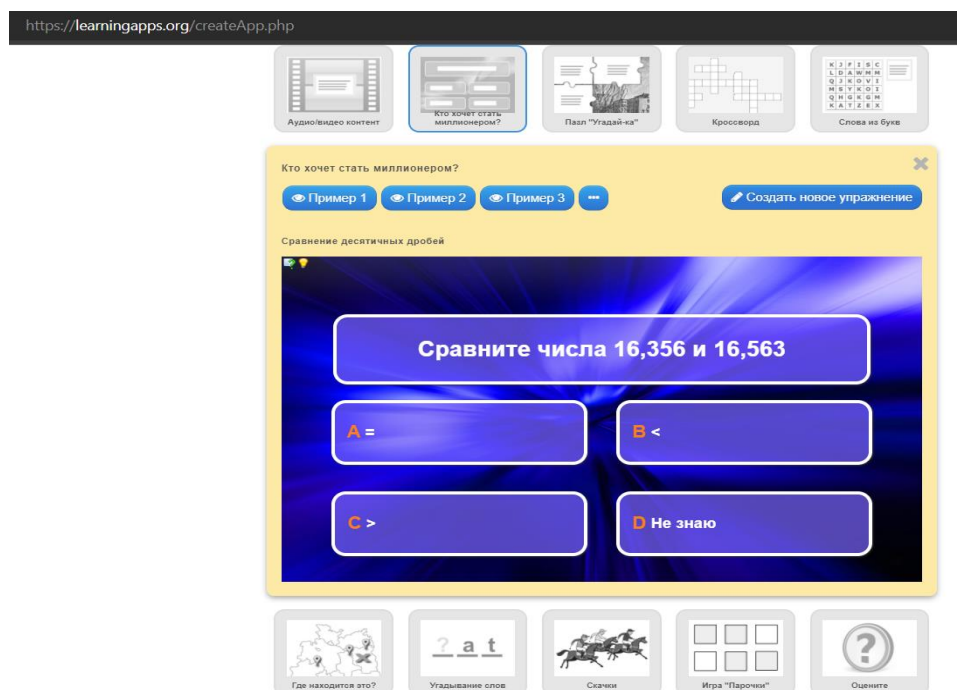 https://learningapps.org/createApp.php
Аудио/видео контент
Кто хочет стать миллионером?
Пазл "Угадай-ка"
Кроссворд
K J F I S C
L D A W M M
Q J K O V Z
M S Y K O I
Q H G K G M
K A T Z E X
Слова из букв
Кто хочет стать миллионером?
Пример 1
Пример 2
Пример 3
Создать новое упражнение
Сравнение десятичных дробей
Сравните числа 16,356 и 16,563
A =
B <
C >
D Не знаю
Где находится это?
? a t
Угадывание слов
Скачки
Игра "Парочки"
?
Оцените